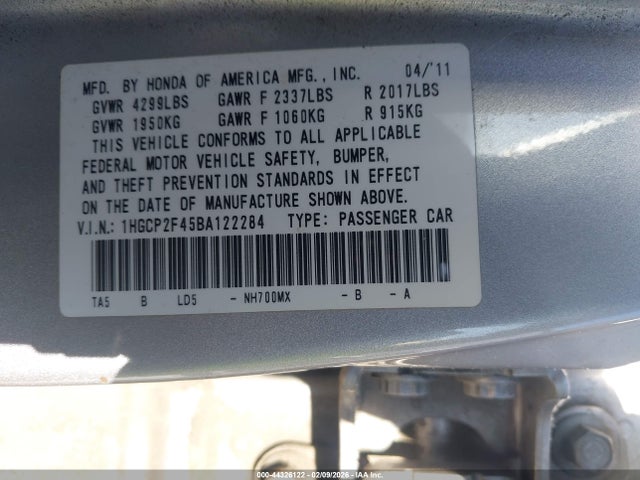 MFD. BY HONDA OF AMERICA MFG., INC. 04/'11
GVWR 4299LBS GAWR F 2337LBS R 2017LBS
GVWR 1950KG GAWR F 1060KG R 915KG
THIS VEHICLE CONFORMS TO ALL APPLICABLE
FEDERAL MOTOR VEHICLE SAFETY, BUMPER,
AND THEFT PREVENTION STANDARDS IN EFFECT
ON THE DATE OF MANUFACTURE SHOWN ABOVE.
V.I.N.: 1HGCP2F45BA122284 TYPE: PASSENGER CAR
TA5 B LD5 - NH700MX - B - A
000-44326122 - 02/09/2026 - IAAI.COM